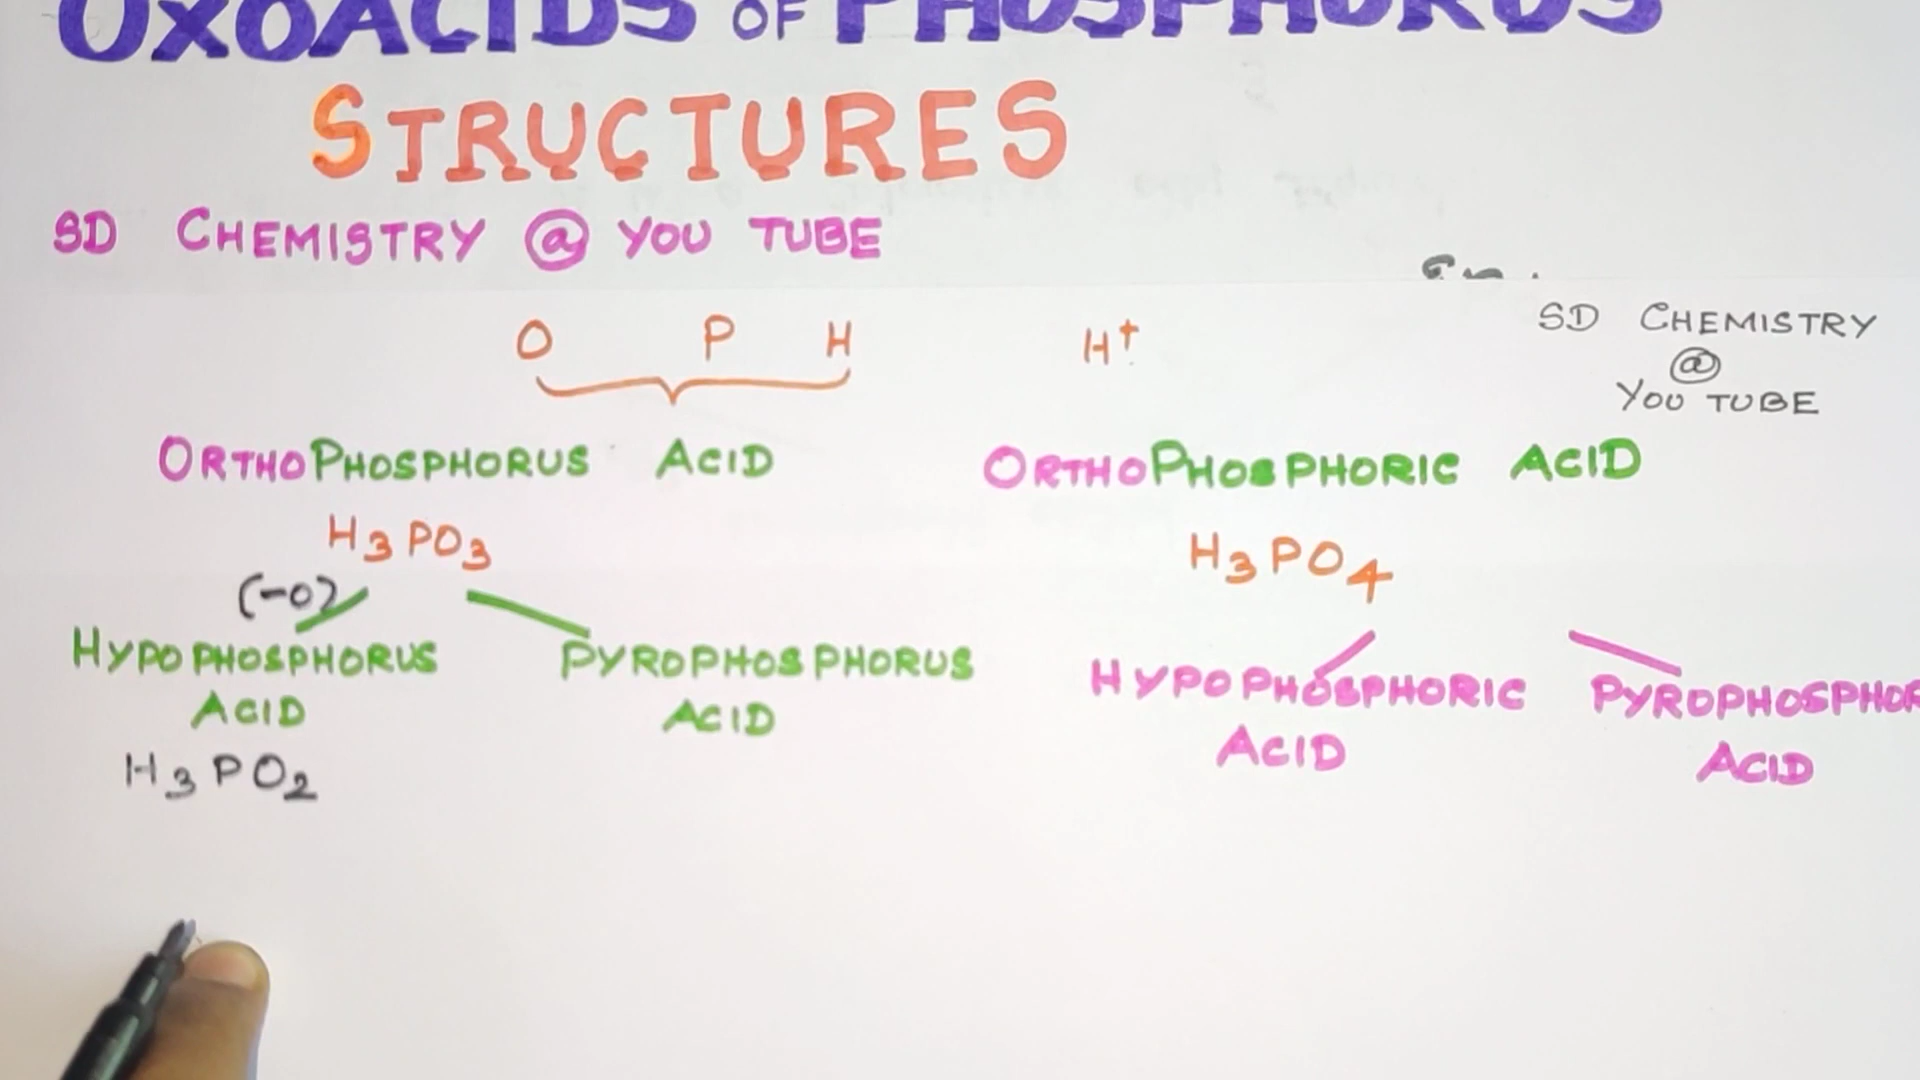 OXOACIDS OF PHOSPHORUS
STRUCTURES
SD CHEMISTRY @ YOU TUBE
SD CHEMISTRY
@
YOU TUBE
O P H
H⁺
ORTHOPHOSPHORUS ACID
H₃PO₃
(-O)
HYPOPHOSPHORUS
ACID
H₃PO₂
PYROPHOSPHORUS
ACID
ORTHOPHOSPHORIC ACID
H₃PO₄
HYPOPHOSPHORIC
ACID
PYROPHOSPHOR
ACID